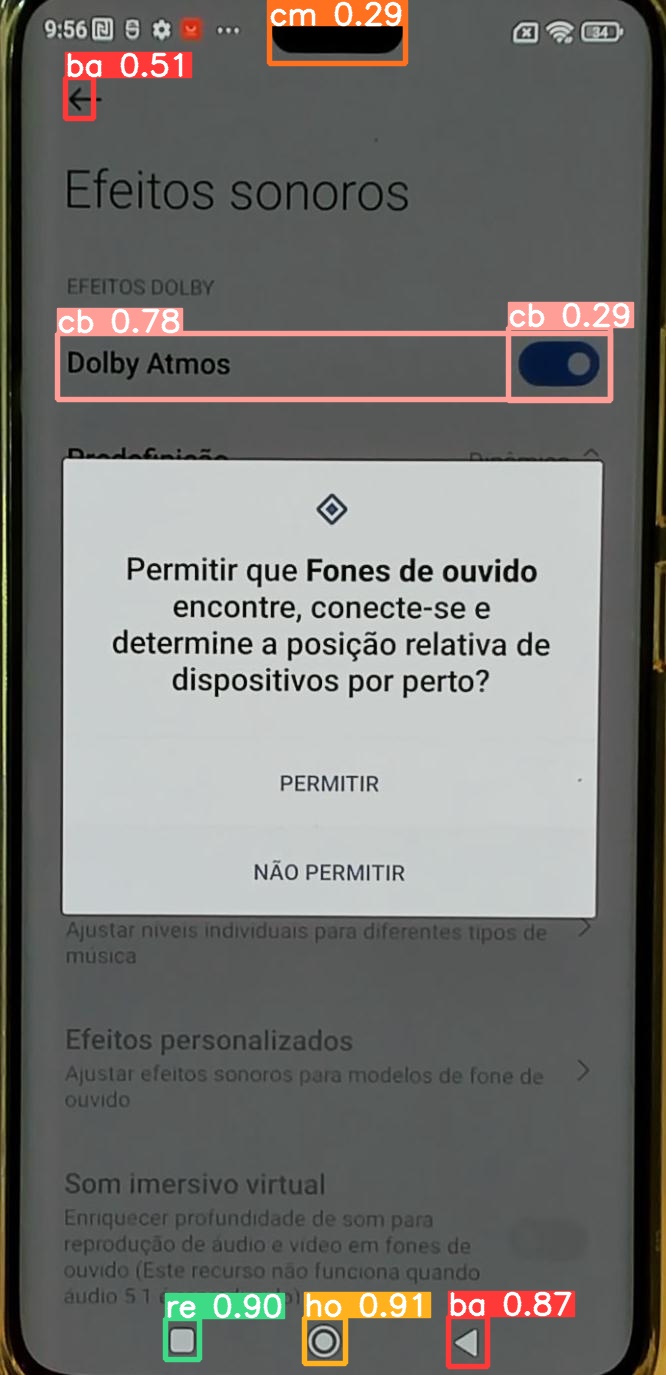 cm 0.29
9:56
34
ba 0.51
Efeitos sonoros
EFEITOS DOLBY
cb 0.78
cb 0.29
Dolby Atmos
Predefinição
Dinâmico
Permitir que Fones de ouvido
encontre, conecte-se e
determine a posição relativa de
dispositivos por perto?
PERMITIR
NÃO PERMITIR
Ajustar níveis individuais para diferentes tipos de
música
Efeitos personalizados
Ajustar efeitos sonoros para modelos de fone de
ouvido
Som imersivo virtual
Enriquecer profundidade de som para
reprodução de áudio e vídeo em fones de
ouvido (Este recurso não funciona quando
áudio 5.1 é
re 0.90
ho 0.91
ba 0.87